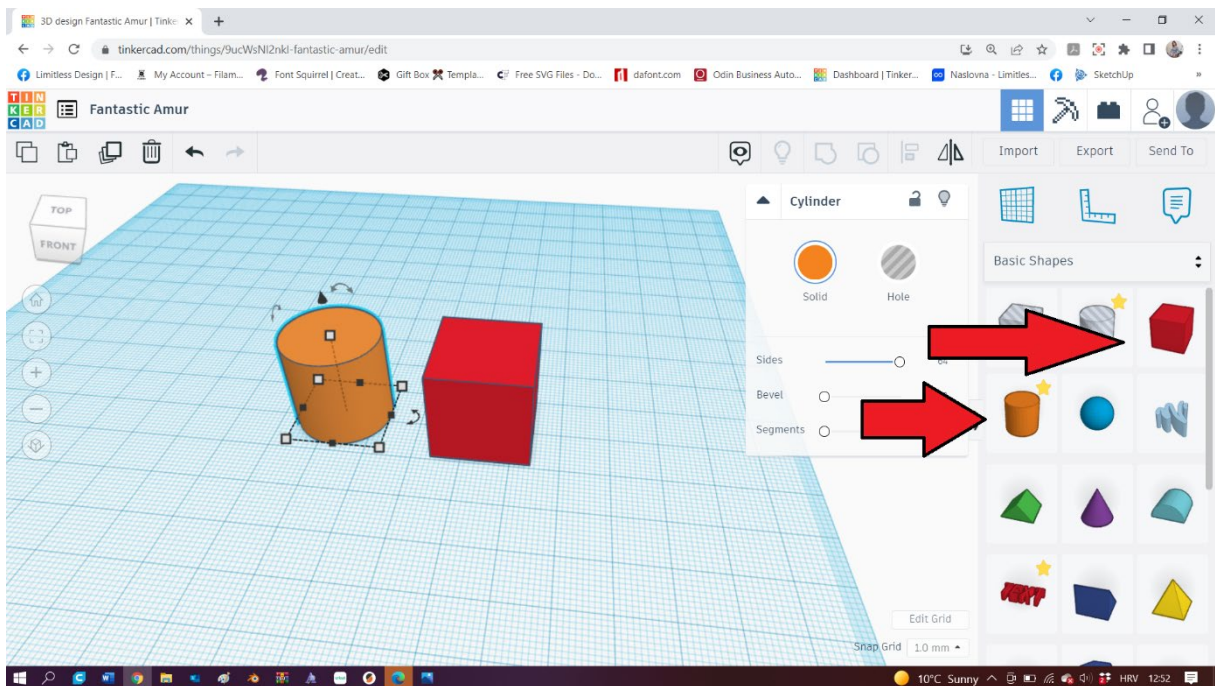 3D design Fantastic Amur | Tinke
tinkercad.com/things/9ucWsNI2nkl-fantastic-amur/edit
Limitless Design | F... My Account – Filam... Font Squirrel | Creat... Gift Box Templa... Free SVG Files - Do... dafont.com Odin Business Auto... Dashboard | Tinker... Naslovna - Limitles... SketchUp
TIN
KER
CAD
Fantastic Amur
Import Export Send To
TOP
FRONT
Cylinder
Solid Hole
Sides
Bevel
Segments
Basic Shapes
TEXT
Edit Grid
Snap Grid 1.0 mm
10°C Sunny HRV 12:52